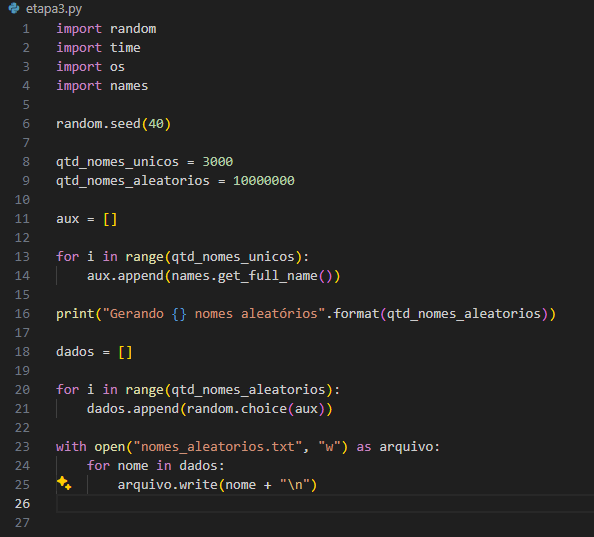 etapa3.py
1 import random
2 import time
3 import os
4 import names
5
6 random.seed(40)
7
8 qtd_nomes_unicos = 3000
9 qtd_nomes_aleatorios = 10000000
10
11 aux = []
12
13 for i in range(qtd_nomes_unicos):
14     aux.append(names.get_full_name())
15
16 print("Gerando {} nomes aleatórios".format(qtd_nomes_aleatorios))
17
18 dados = []
19
20 for i in range(qtd_nomes_aleatorios):
21     dados.append(random.choice(aux))
22
23 with open("nomes_aleatorios.txt", "w") as arquivo:
24     for nome in dados:
25         arquivo.write(nome + "\n")
26
27